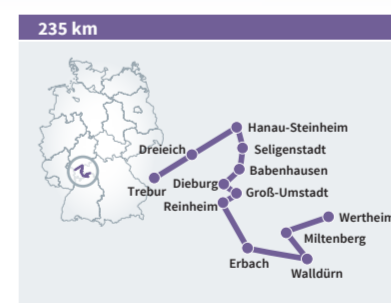 235 km
Hanau-Steinheim
Dreieich
Seligenstadt
Babenhausen
Trebur
Dieburg
Groß-Umstadt
Reinheim
Wertheim
Miltenberg
Erbach
Walldürn